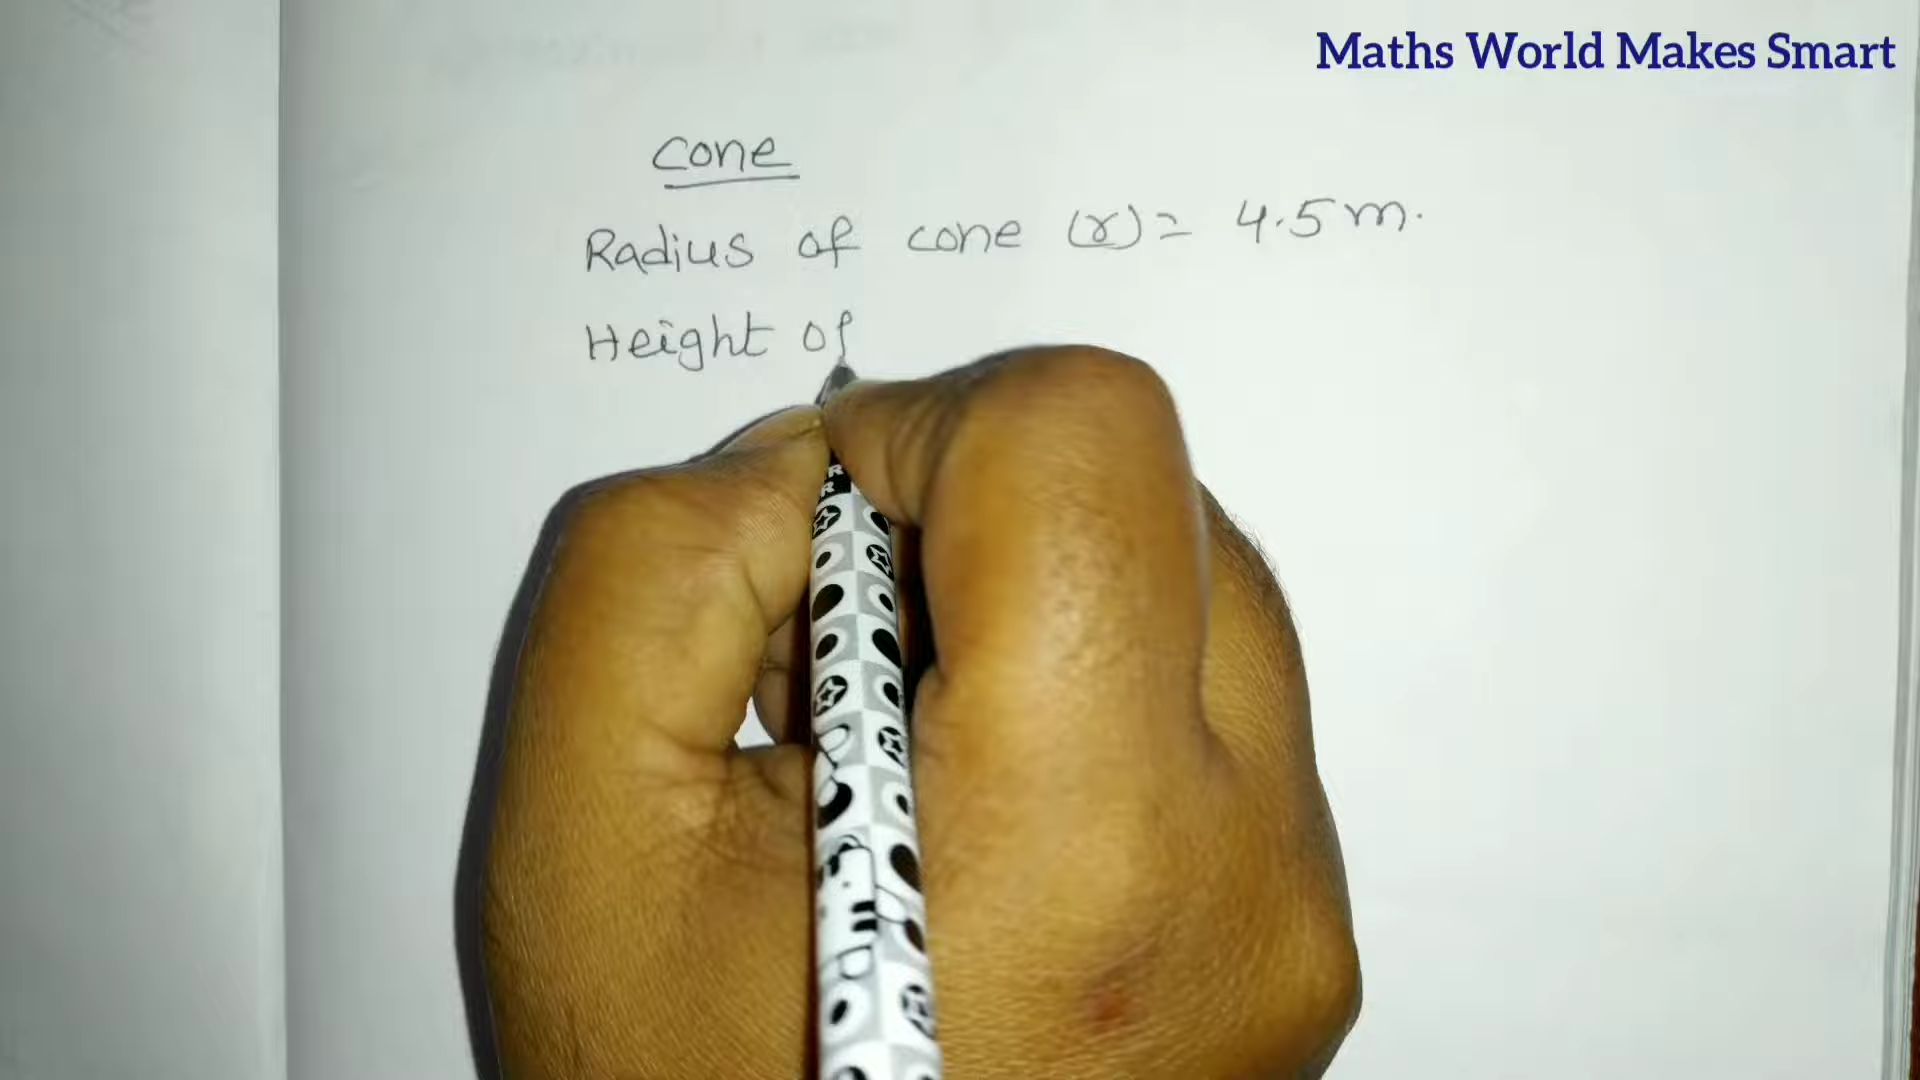 Maths World Makes Smart
Cone
Radius of cone (r) = 4.5 m.
Height of